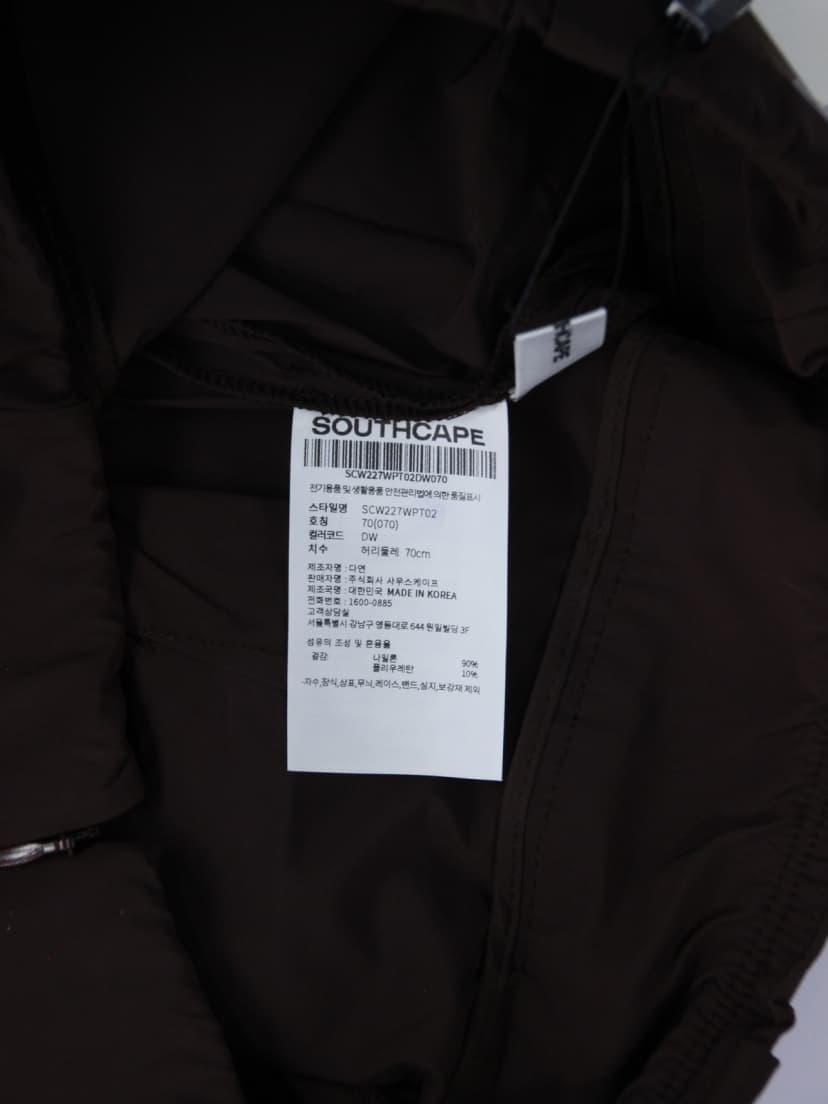 HCAPE
SOUTHCAPE
SCW227WPT02DW070
전기용품 및 생활용품 안전관리법에 의한 품질표시
스타일명 SCW227WPT02
호칭 70(070)
컬러코드 DW
치수 허리둘레 70cm
제조자명 : 다연
판매자명 : 주식회사 사우스케이프
제조국명 : 대한민국 MADE IN KOREA
전화번호 : 1600-0885
고객상담실
서울특별시 강남구 영동대로 644 원일빌딩 3F
섬유의 조성 및 혼용율
겉감: 나일론 90%
폴리우레탄 10%
-자수,장식,상표,무늬,레이스,밴드,심지,보강재 제외